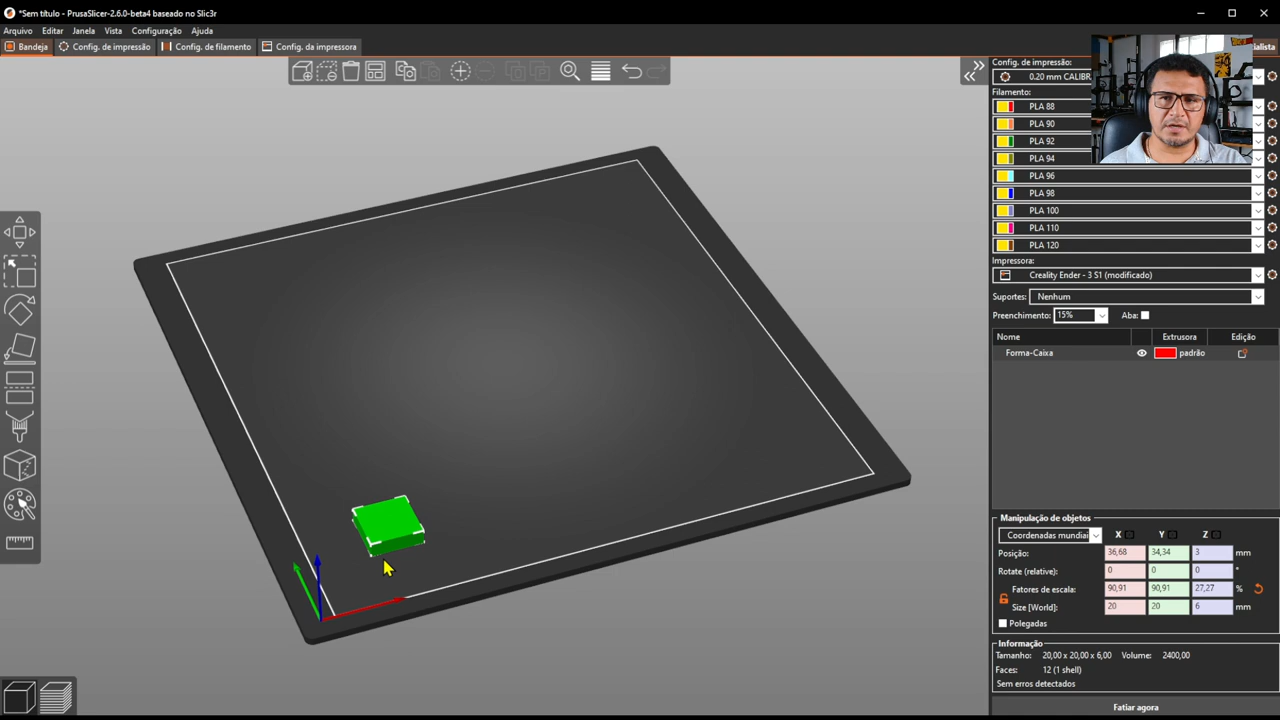 *Sem título - PrusaSlicer-2.6.0-beta4 baseado no Slic3r
Arquivo Editar Janela Vista Configuração Ajuda
Bandeja Config. de impressão Config. de filamento Config. da impressora
Config. de impressão:
0.20 mm CALIBR
Filamento:
PLA 88
PLA 90
PLA 92
PLA 94
PLA 96
PLA 98
PLA 100
PLA 110
PLA 120
Impressora:
Creality Ender - 3 S1 (modificado)
Suportes: Nenhum
Preenchimento: 15% Aba:
Nome Extrusora Edição
Forma-Caixa padrão
Manipulação de objetos
Coordenadas mundiai X Y Z
Posição: 36,68 34,34 3 mm
Rotate (relative): 0 0 0 °
Fatores de escala: 90,91 90,91 27,27 %
Size [World]: 20 20 6 mm
Polegadas
Informação
Tamanho: 20,00 x 20,00 x 6,00 Volume: 2400,00
Faces: 12 (1 shell)
Sem erros detectados
Fatiar agora